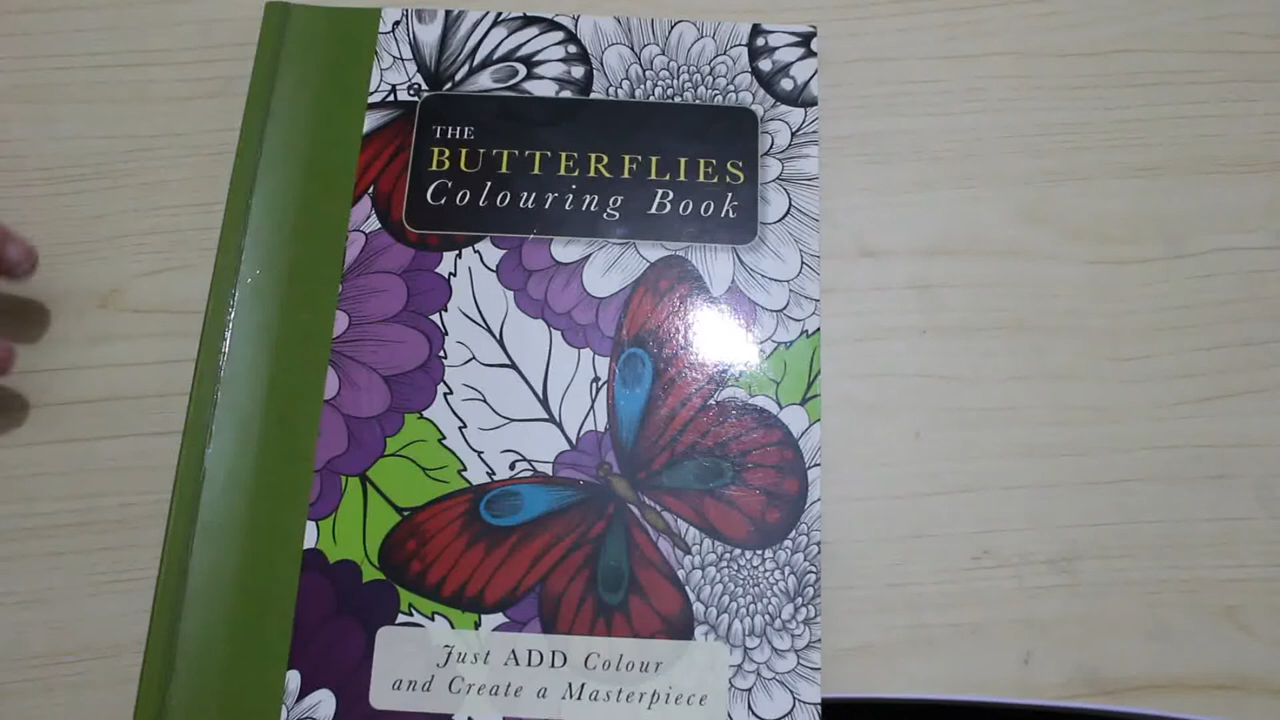 THE
BUTTERFLIES
Colouring Book
Just ADD Colour
and Create a Masterpiece